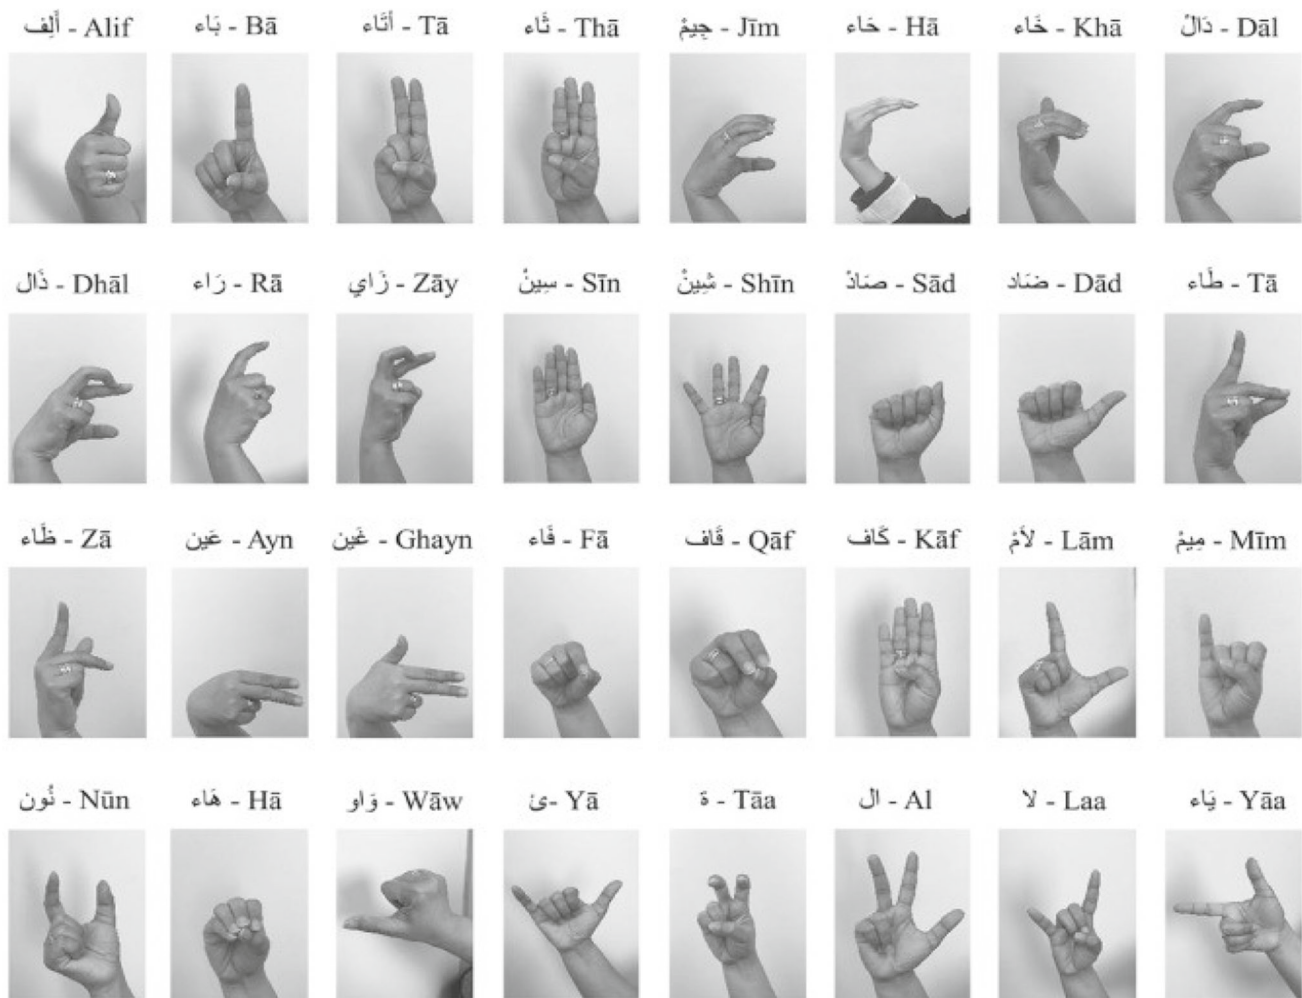 أَلِف - Alif بَاء - Bā أتَاء - Tā ثَاء - Thā جِيمْ - Jīm حَاء - Hā خَاء - Khā دَالْ - Dāl
ذَال - Dhāl رَاء - Rā زَاي - Zāy سِينْ - Sīn شِينْ - Shīn صَادْ - Sād ضَاد - Dād طَاء - Tā
ظَاء - Zā عَين - Ayn غَين - Ghayn فَاء - Fā قَاف - Qāf كَاف - Kāf لَامْ - Lām مِيمْ - Mīm
نُون - Nūn هَاء - Hā وَاو - Wāw ئ- Yā ة - Tāa ال - Al لا - Laa يَاء - Yāa